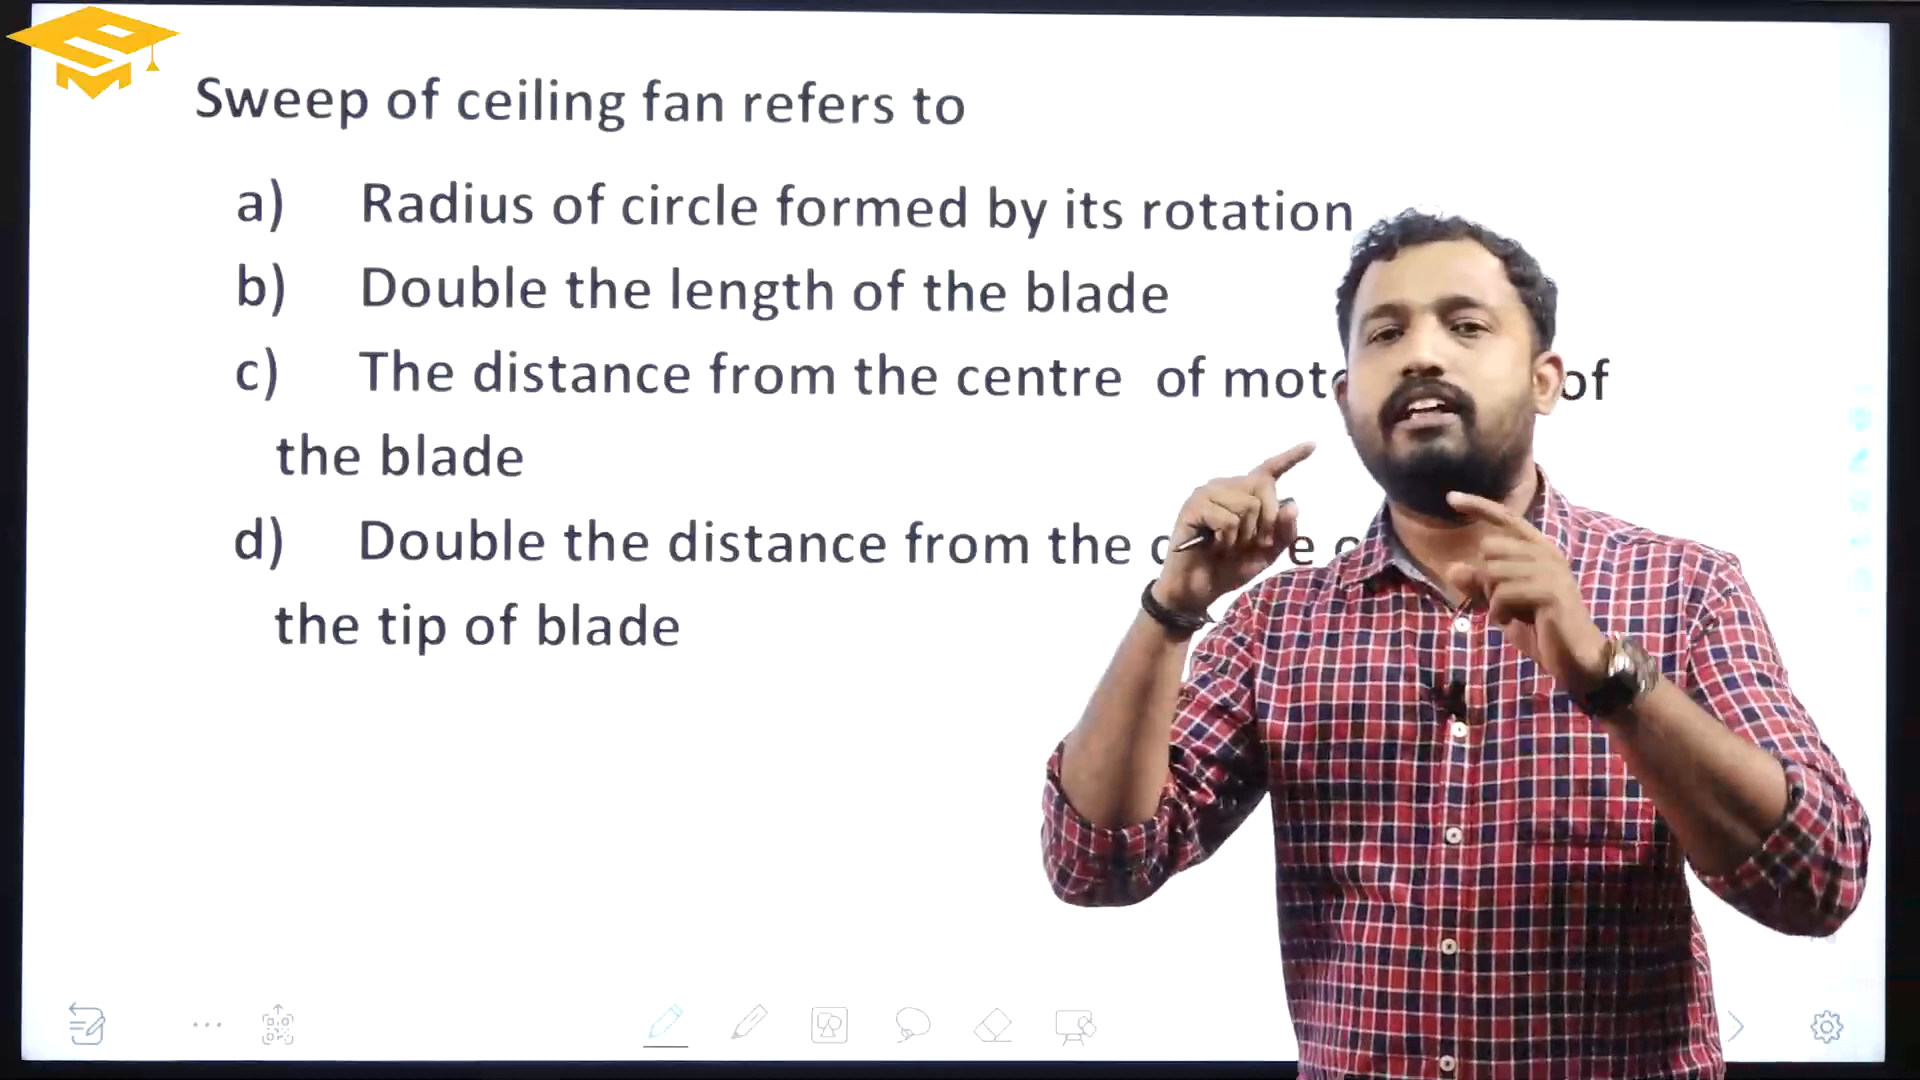 Sweep of ceiling fan refers to
a) Radius of circle formed by its rotation
b) Double the length of the blade
c) The distance from the centre of of
the blade
d) Double the distance from the
the tip of blade